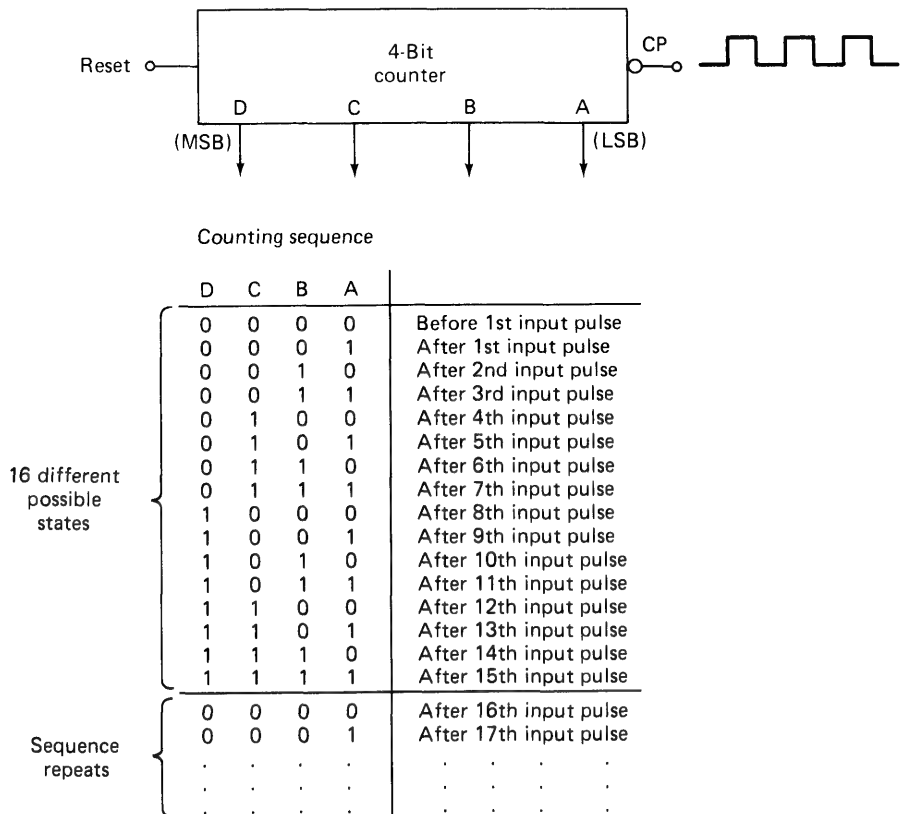 4-Bit
counter
Reset
CP
D C B A
(MSB) (LSB)
Counting sequence
D C B A
0 0 0 0 Before 1st input pulse
0 0 0 1 After 1st input pulse
0 0 1 0 After 2nd input pulse
0 0 1 1 After 3rd input pulse
0 1 0 0 After 4th input pulse
0 1 0 1 After 5th input pulse
0 1 1 0 After 6th input pulse
0 1 1 1 After 7th input pulse
1 0 0 0 After 8th input pulse
1 0 0 1 After 9th input pulse
1 0 1 0 After 10th input pulse
1 0 1 1 After 11th input pulse
1 1 0 0 After 12th input pulse
1 1 0 1 After 13th input pulse
1 1 1 0 After 14th input pulse
1 1 1 1 After 15th input pulse
16 different
possible
states
0 0 0 0 After 16th input pulse
0 0 0 1 After 17th input pulse
. . . . . . . .
. . . . . . . .
. . . . . . . .
Sequence
repeats